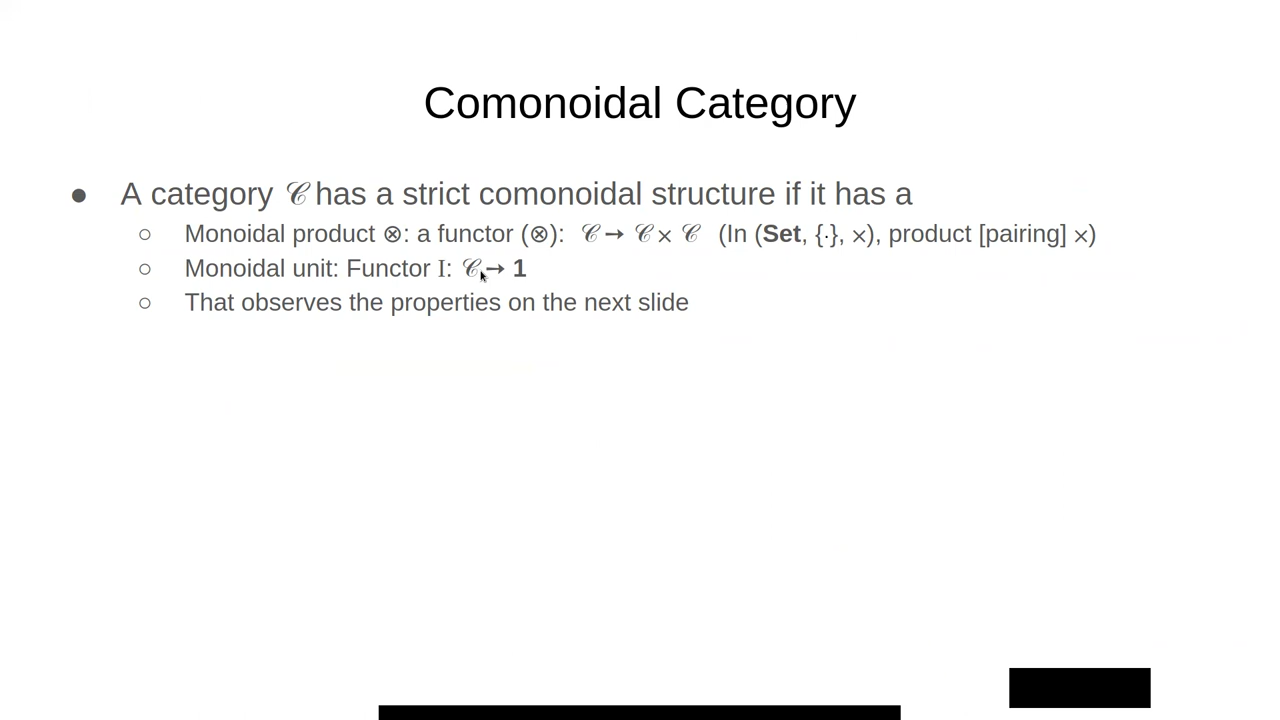 Comonoidal Category
● A category 𝒞 has a strict comonoidal structure if it has a
○ Monoidal product ⊗: a functor (⊗): 𝒞 → 𝒞 × 𝒞 (In (Set, {·}, ×), product [pairing] ×)
○ Monoidal unit: Functor I: 𝒞 → 1
○ That observes the properties on the next slide